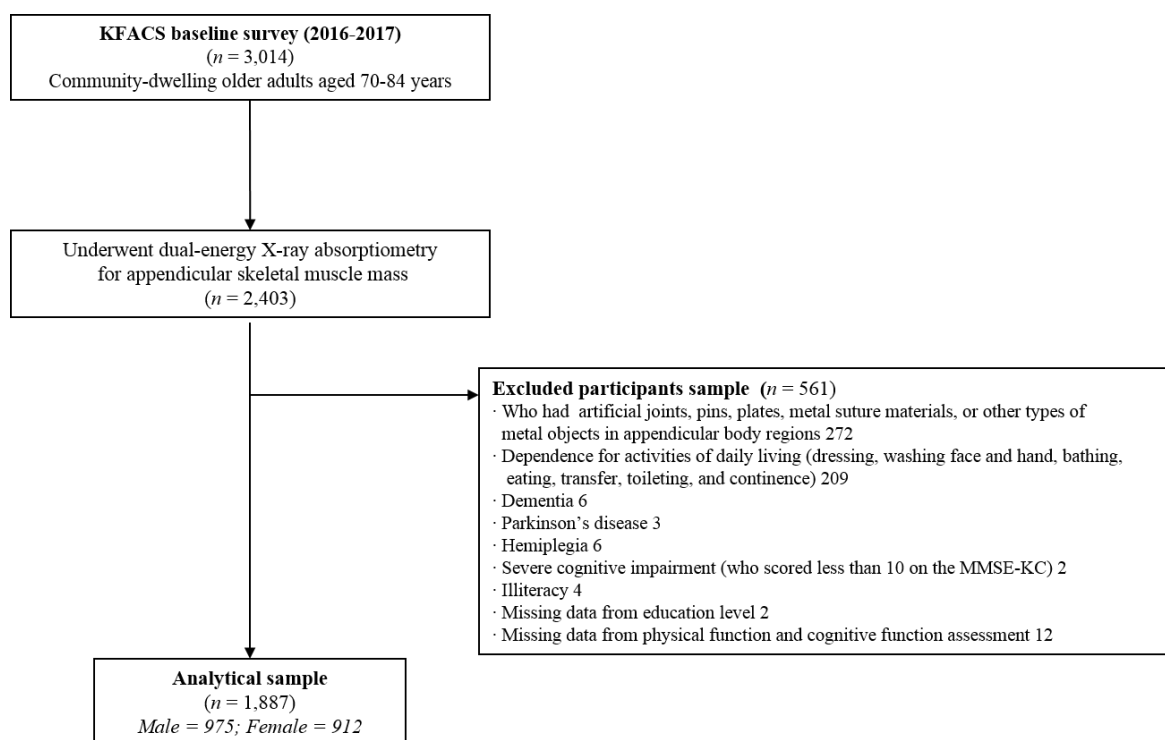 KFACS baseline survey (2016-2017)
(n = 3,014)
Community-dwelling older adults aged 70-84 years
Underwent dual-energy X-ray absorptiometry
for appendicular skeletal muscle mass
(n = 2,403)
Excluded participants sample (n = 561)
· Who had artificial joints, pins, plates, metal suture materials, or other types of
metal objects in appendicular body regions 272
· Dependence for activities of daily living (dressing, washing face and hand, bathing,
eating, transfer, toileting, and continence) 209
· Dementia 6
· Parkinson’s disease 3
· Hemiplegia 6
· Severe cognitive impairment (who scored less than 10 on the MMSE-KC) 2
· Illiteracy 4
· Missing data from education level 2
· Missing data from physical function and cognitive function assessment 12
Analytical sample
(n = 1,887)
Male = 975; Female = 912